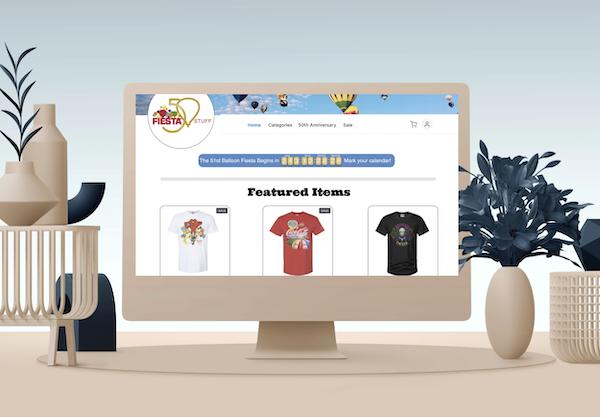 50
FIESTA STUFF
Home Categories 50th Anniversary Sale
The 51st Balloon Fiesta Begins in Mark your calendar!
Featured Items
SALE SALE